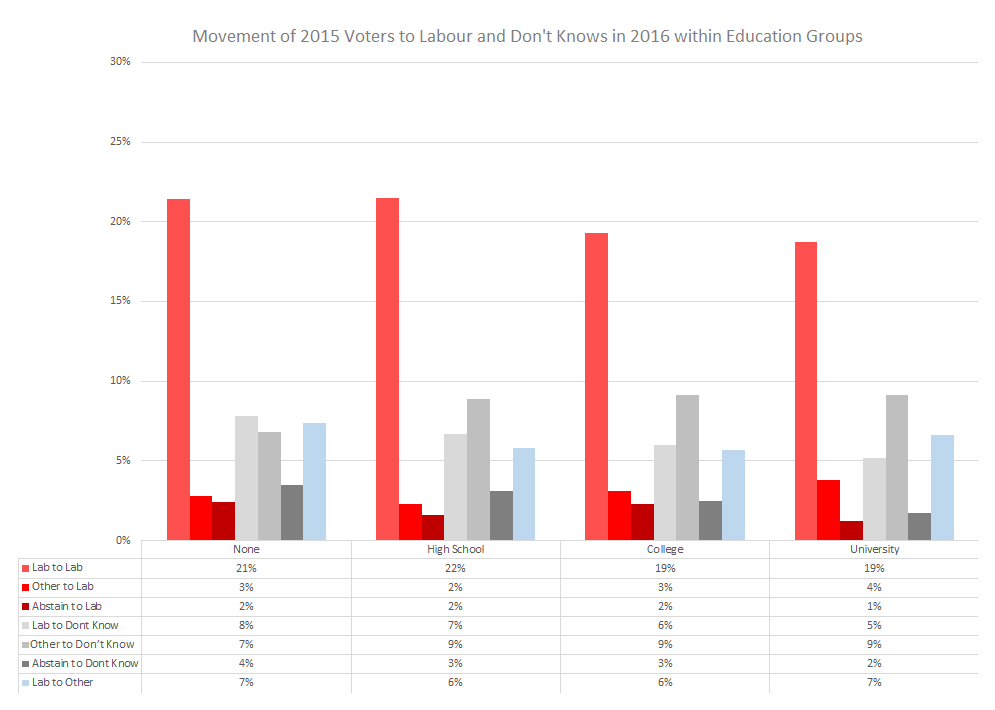 Movement of 2015 Voters to Labour and Don't Knows in 2016 within Education Groups
30%
25%
20%
15%
10%
5%
0%
None High School College University
Lab to Lab 21% 22% 19% 19%
Other to Lab 3% 2% 3% 4%
Abstain to Lab 2% 2% 2% 1%
Lab to Dont Know 8% 7% 6% 5%
Other to Don't Know 7% 9% 9% 9%
Abstain to Dont Know 4% 3% 3% 2%
Lab to Other 7% 6% 6% 7%